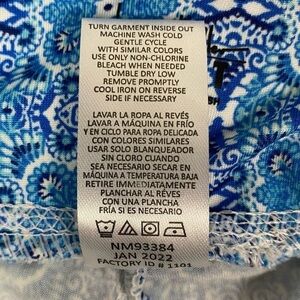 TURN GARMENT INSIDE OUT
MACHINE WASH COLD
GENTLE CYCLE
WITH SIMILAR COLORS
USE ONLY NON-CHLORINE
BLEACH WHEN NEEDED
TUMBLE DRY LOW
REMOVE PROMPTLY
COOL IRON ON REVERSE
SIDE IF NECESSARY
LAVAR LA ROPA AL REVÉS
LAVAR A MÁQUINA EN FRÍO
Y EN CICLO PARA ROPA DELICADA
CON COLORES SIMILARES
USAR SOLO BLANQUEADOR
SIN CLORO CUANDO
SEA NECESARIO SECAR EN
MÁQUINA A TEMPERATURA BAJA
RETIRE IMMEDIATAMENTE
PLANCHAR AL RÉVES
CON UNA PLANCHA
FRÍA SI ES NECESARIO
NM93384
JAN 2022
FACTORY ID # 1101